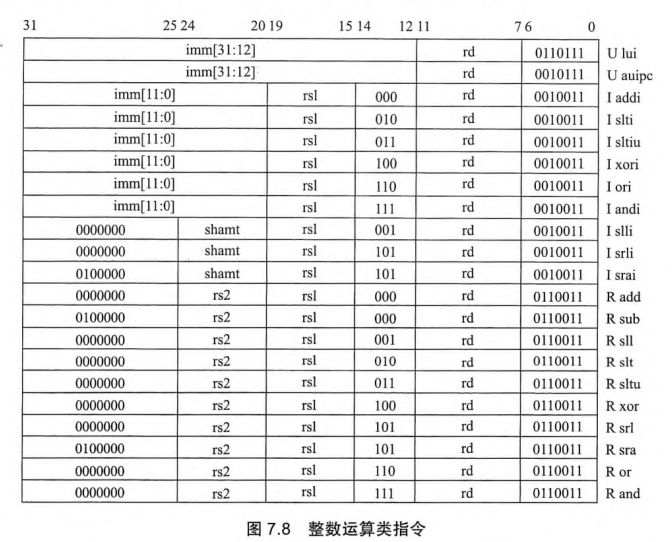 31 25 24 20 19 15 14 12 11 7 6 0
imm[31:12] rd 0110111 U lui
imm[31:12] rd 0010111 U auipc
imm[11:0] rsl 000 rd 0010011 I addi
imm[11:0] rsl 010 rd 0010011 I slti
imm[11:0] rsl 011 rd 0010011 I sltiu
imm[11:0] rsl 100 rd 0010011 I xori
imm[11:0] rsl 110 rd 0010011 I ori
imm[11:0] rsl 111 rd 0010011 I andi
0000000 shamt rsl 001 rd 0010011 I slli
0000000 shamt rsl 101 rd 0010011 I srli
0100000 shamt rsl 101 rd 0010011 I srai
0000000 rs2 rsl 000 rd 0110011 R add
0100000 rs2 rsl 000 rd 0110011 R sub
0000000 rs2 rsl 001 rd 0110011 R sll
0000000 rs2 rsl 010 rd 0110011 R slt
0000000 rs2 rsl 011 rd 0110011 R sltu
0000000 rs2 rsl 100 rd 0110011 R xor
0000000 rs2 rsl 101 rd 0110011 R srl
0100000 rs2 rsl 101 rd 0110011 R sra
0000000 rs2 rsl 110 rd 0110011 R or
0000000 rs2 rsl 111 rd 0110011 R and
图 7.8 整数运算类指令